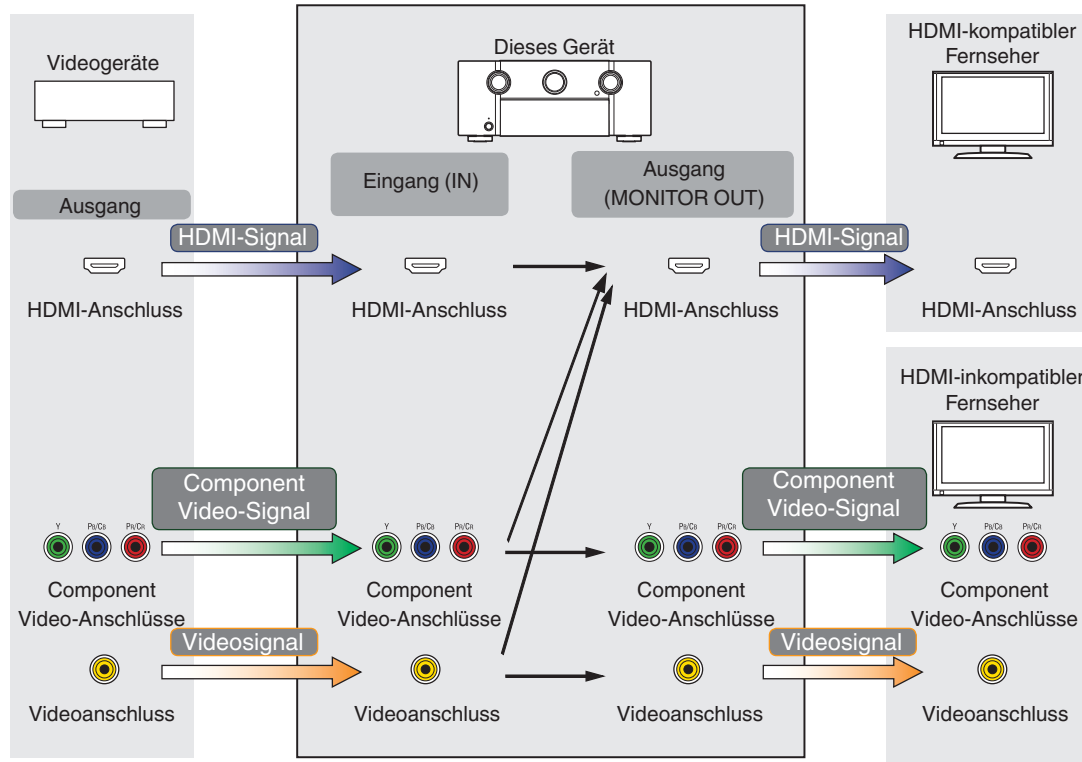 Videogeräte
Dieses Gerät
HDMI-kompatibler
Fernseher
Ausgang
Eingang (IN)
Ausgang
(MONITOR OUT)
HDMI-Signal
HDMI-Signal
HDMI-Anschluss
HDMI-Anschluss
HDMI-Anschluss
HDMI-Anschluss
HDMI-inkompatibler
Fernseher
Component
Video-Signal
Component
Video-Signal
Y PB/CB PR/CR
Y PB/CB PR/CR
Y PB/CB PR/CR
Y PB/CB PR/CR
Component
Video-Anschlüsse
Component
Video-Anschlüsse
Component
Video-Anschlüsse
Component
Video-Anschlüsse
Videosignal
Videosignal
Videoanschluss
Videoanschluss
Videoanschluss
Videoanschluss